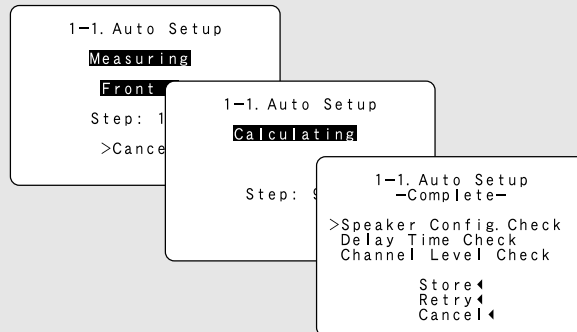 1-1. Auto Setup
Measuring
Front
Step: 1
>Cance
1-1. Auto Setup
Calculating
Step: 9
1-1. Auto Setup
-Complete-
>Speaker Config. Check
Delay Time Check
Channel Level Check
Store◀
Retry◀
Cancel◀